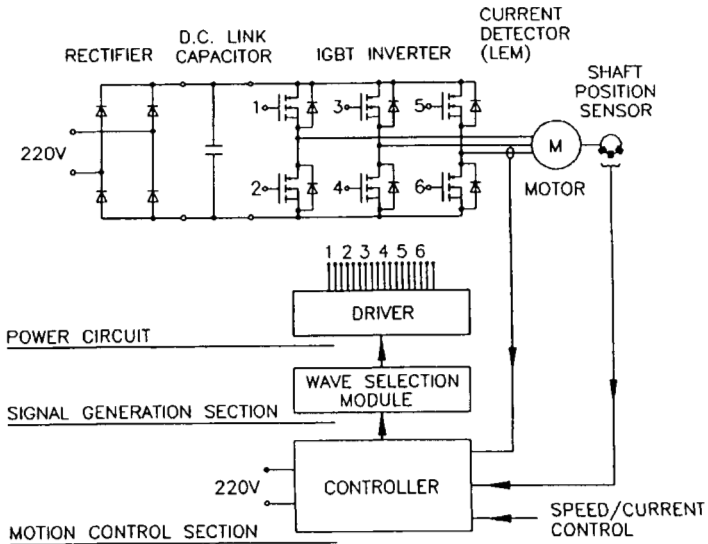 RECTIFIER
D.C. LINK
CAPACITOR
IGBT INVERTER
CURRENT
DETECTOR
(LEM)
SHAFT
POSITION
SENSOR
1
3
5
220V
M
2
4
6
MOTOR
1 2 3 4 5 6
DRIVER
POWER CIRCUIT
WAVE SELECTION
MODULE
SIGNAL GENERATION SECTION
220V
CONTROLLER
SPEED/CURRENT
CONTROL
MOTION CONTROL SECTION